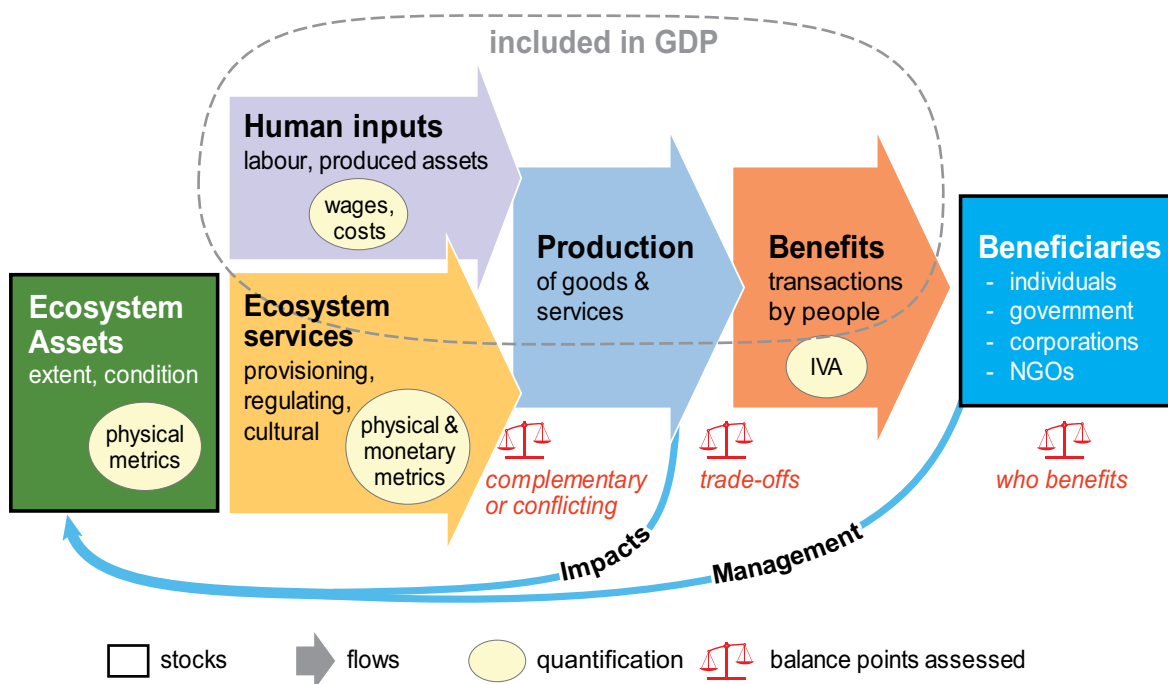 included in GDP
Human inputs
labour, produced assets
wages,
costs
Ecosystem
Assets
extent, condition
physical
metrics
Ecosystem
services
provisioning,
regulating,
cultural
physical &
monetary
metrics
Production
of goods &
services
Benefits
transactions
by people
IVA
Beneficiaries
- individuals
- government
- corporations
- NGOs
complementary
or conflicting
trade-offs
who benefits
Impacts
Management
stocks
flows
quantification
balance points assessed